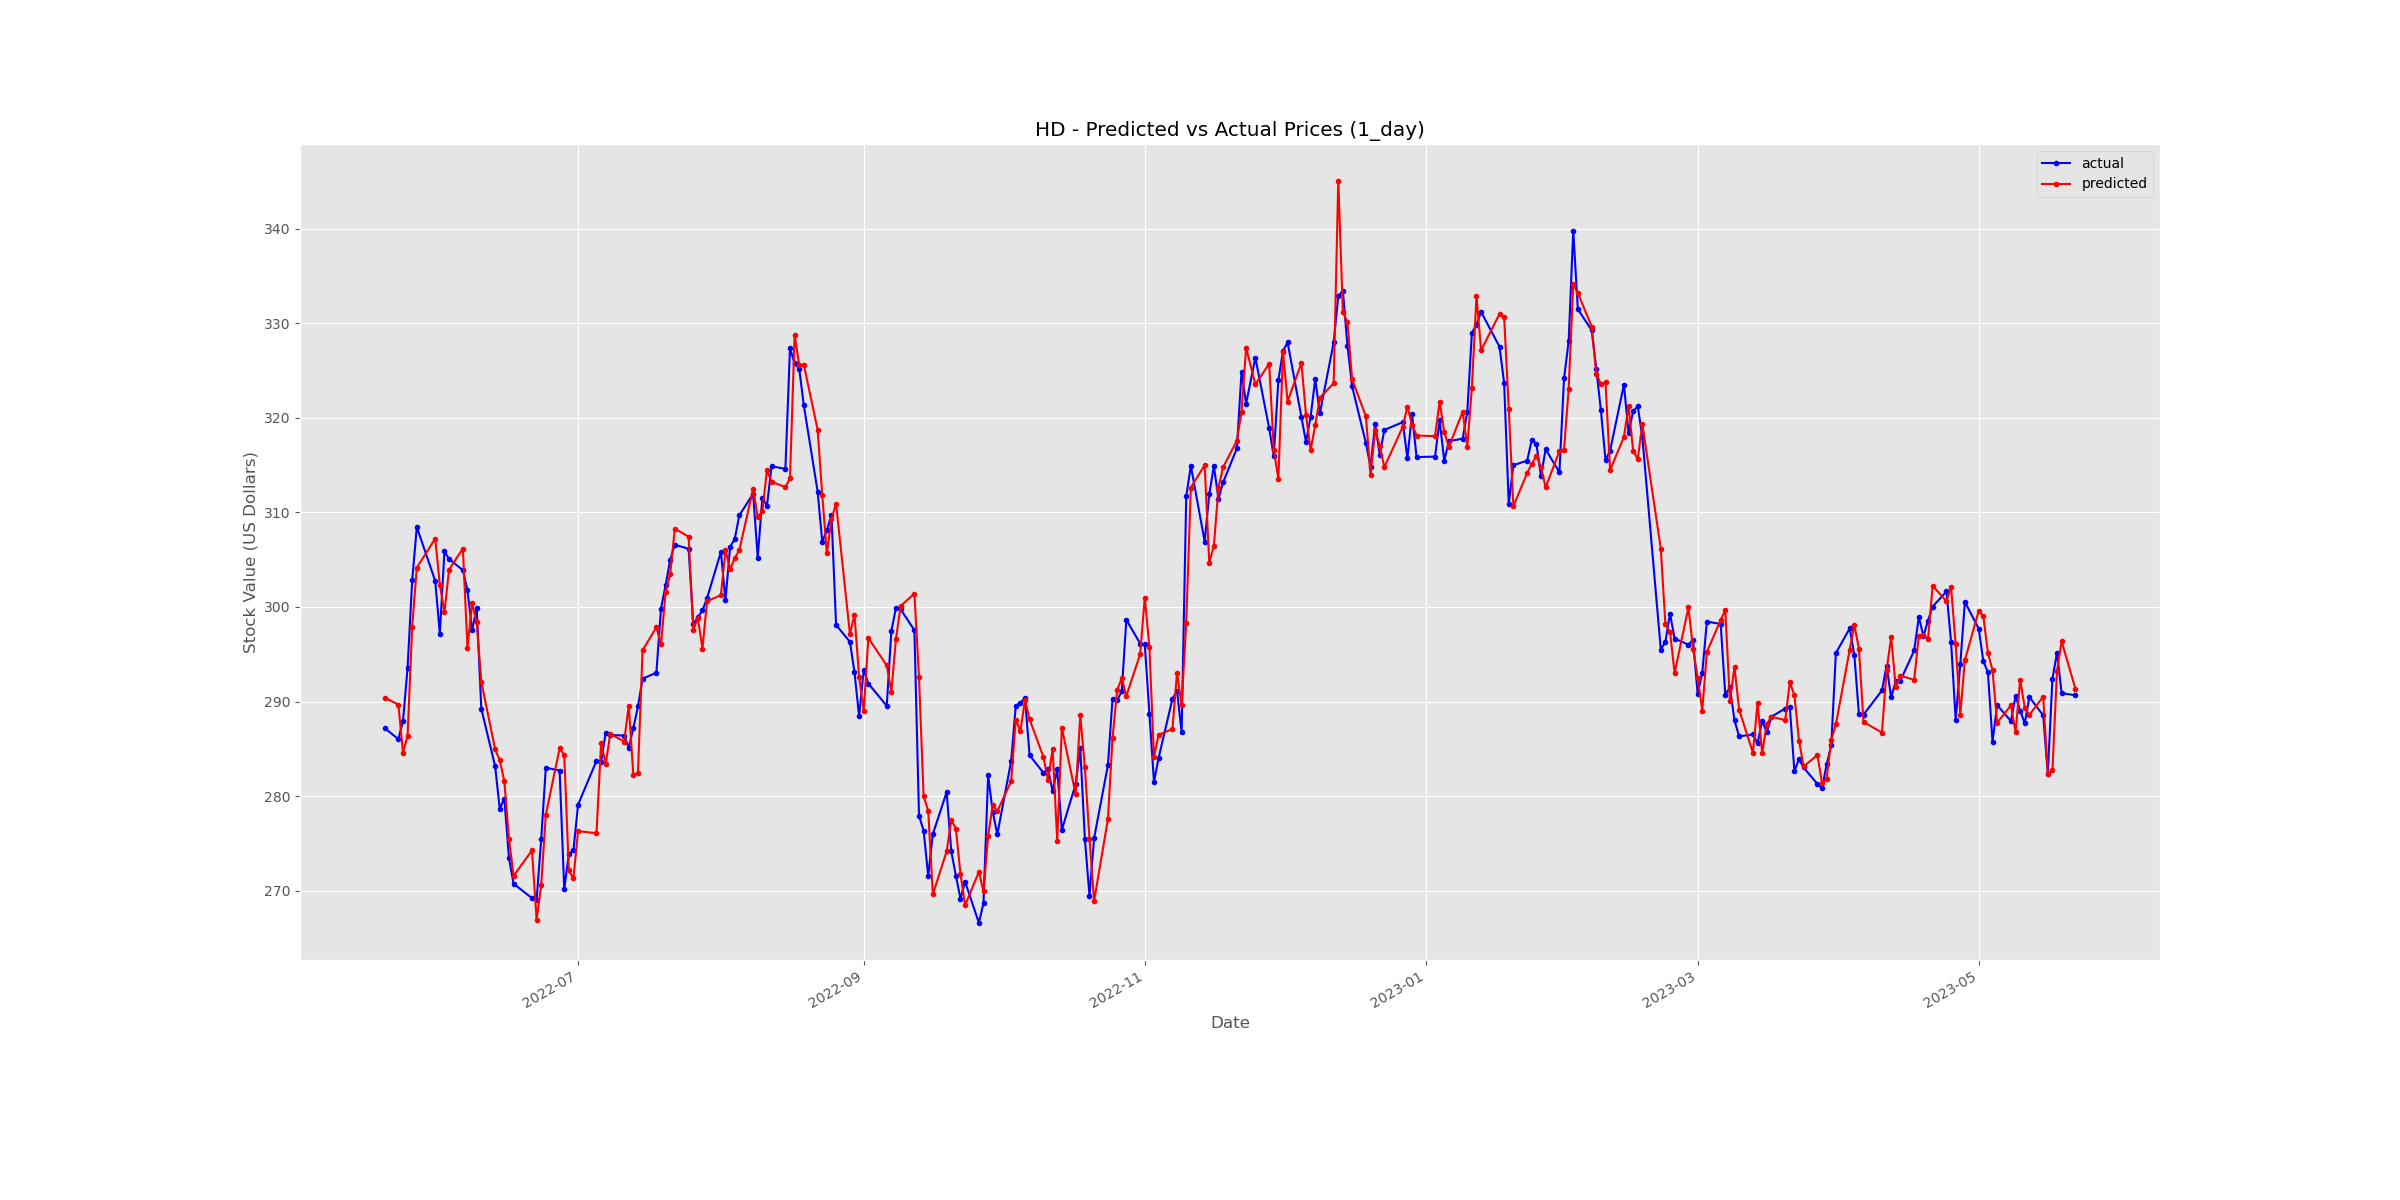 HD - Predicted vs Actual Prices (1_day)
actual
predicted
Stock Value (US Dollars)
340
330
320
310
300
290
280
270
2022-07
2022-09
2022-11
2023-01
2023-03
2023-05
Date